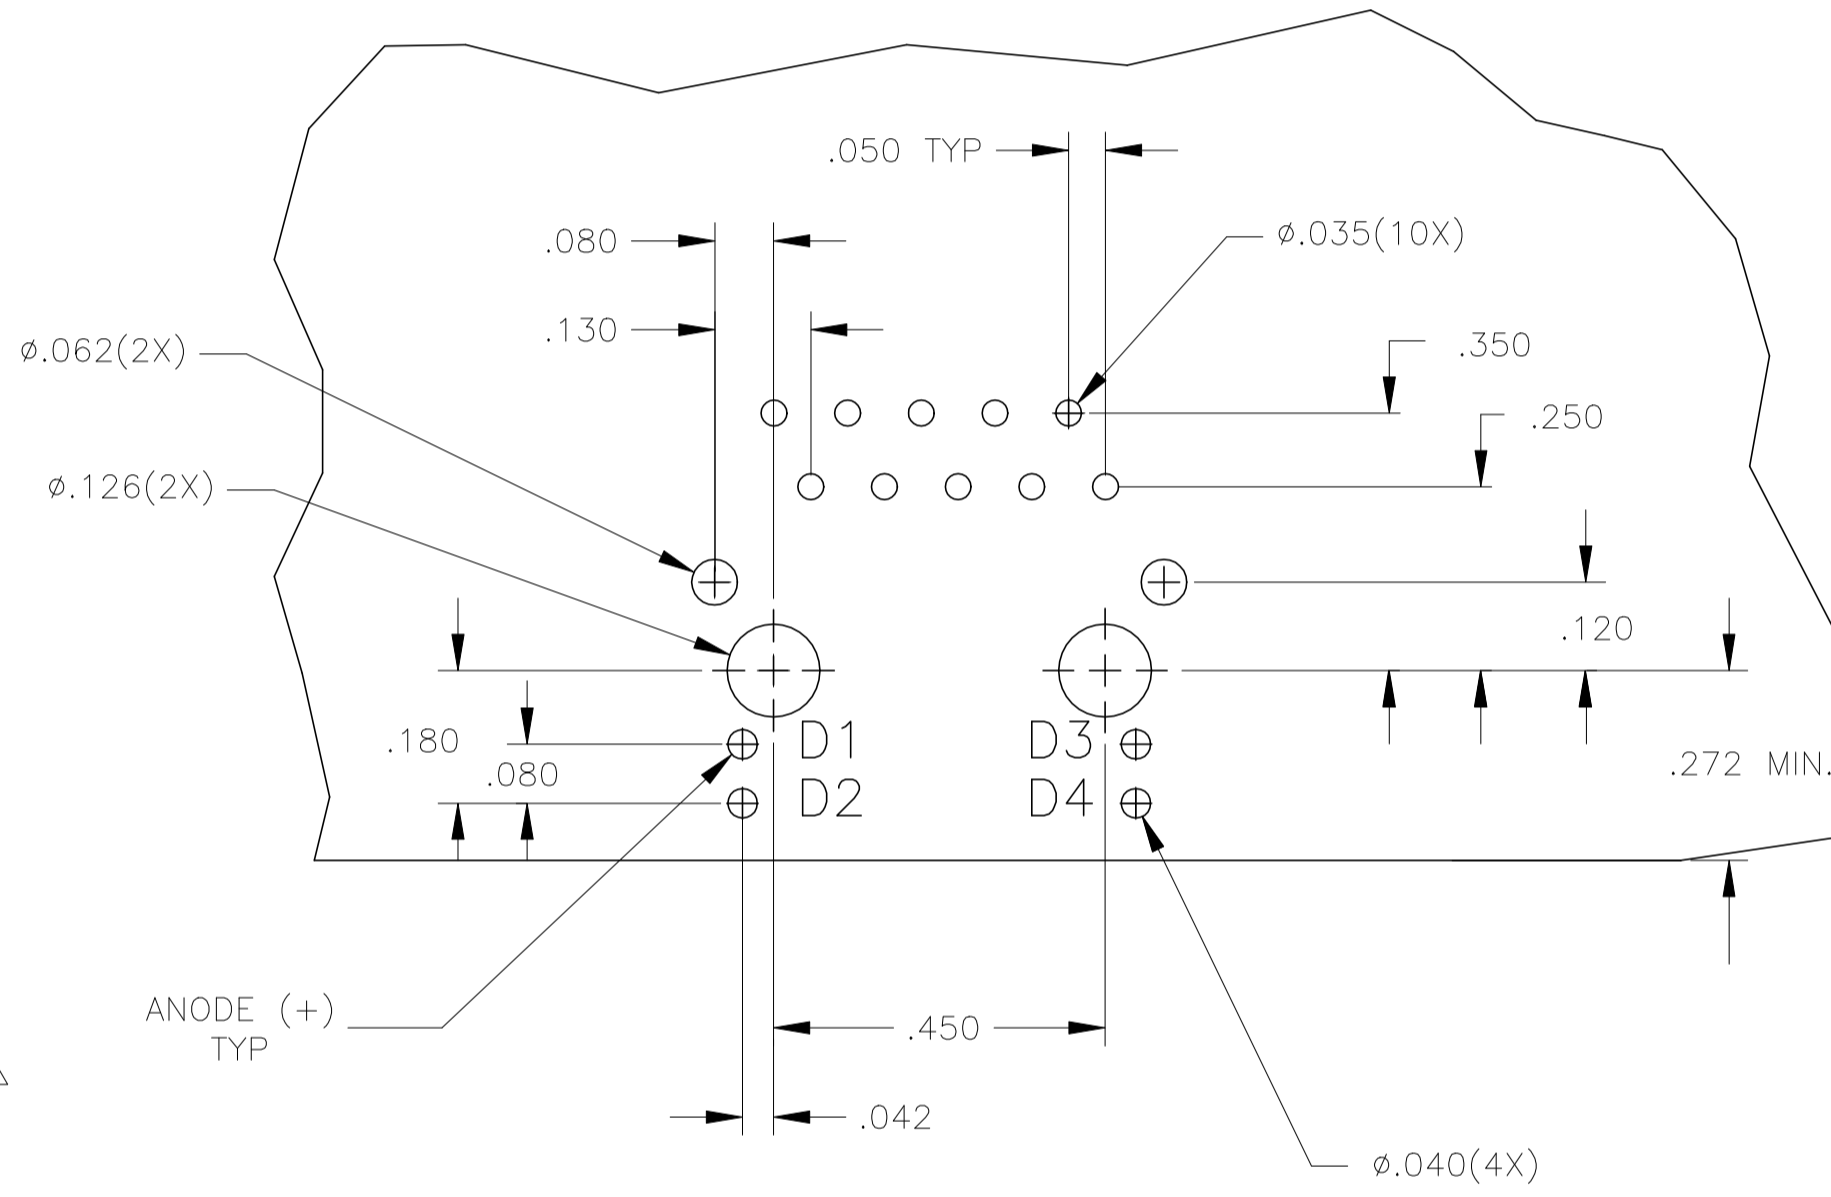 .050 TYP
.080
⌀.035(10X)
.130
.350
⌀.062(2X)
.250
⌀.126(2X)
.120
.180
D1
D3
.080
.272 MIN.
D2
D4
ANODE (+)
TYP
.450
.042
⌀.040(4X)